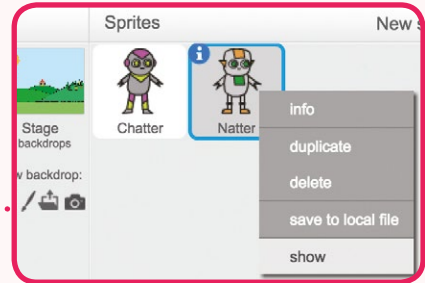 Sprites New
Stage
backdrops
Chatter
Natter
backdrop:
info
duplicate
delete
save to local file
show